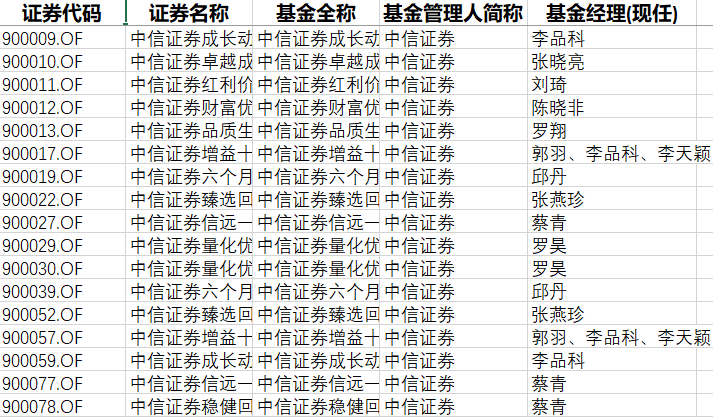 证券代码 证券名称 基金全称 基金管理人简称 基金经理(现任)
900009.OF 中信证券成长动 中信证券成长动 中信证券 李品科
900010.OF 中信证券卓越成 中信证券卓越成 中信证券 张晓亮
900011.OF 中信证券红利价 中信证券红利价 中信证券 刘琦
900012.OF 中信证券财富优 中信证券财富优 中信证券 陈晓非
900013.OF 中信证券品质生 中信证券品质生 中信证券 罗翔
900017.OF 中信证券增益十 中信证券增益十 中信证券 郭羽、李品科、李天颖
900019.OF 中信证券六个月 中信证券六个月 中信证券 邱丹
900022.OF 中信证券臻选回 中信证券臻选回 中信证券 张燕珍
900027.OF 中信证券信远一 中信证券信远一 中信证券 蔡青
900029.OF 中信证券量化优 中信证券量化优 中信证券 罗昊
900030.OF 中信证券量化优 中信证券量化优 中信证券 罗昊
900039.OF 中信证券六个月 中信证券六个月 中信证券 邱丹
900052.OF 中信证券臻选回 中信证券臻选回 中信证券 张燕珍
900057.OF 中信证券增益十 中信证券增益十 中信证券 郭羽、李品科、李天颖
900059.OF 中信证券成长动 中信证券成长动 中信证券 李品科
900077.OF 中信证券信远一 中信证券信远一 中信证券 蔡青
900078.OF 中信证券稳健回 中信证券稳健回 中信证券 蔡青